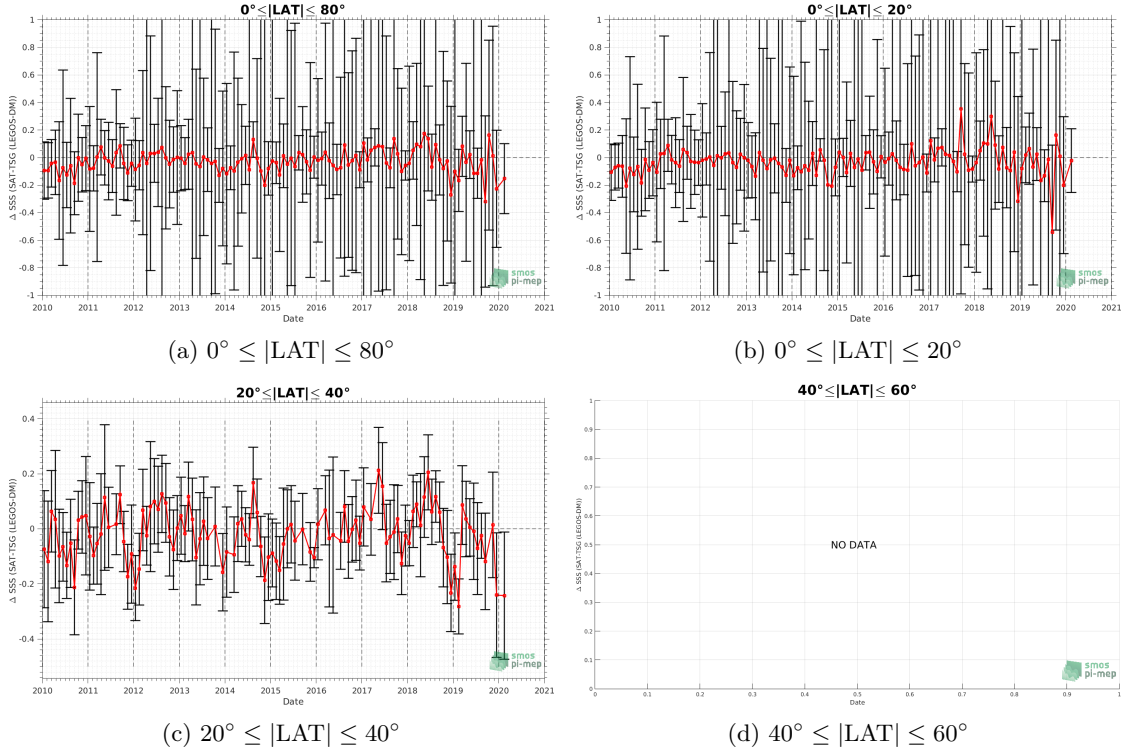 0°≤|LAT|≤ 80°
1
0.8
0.6
0.4
0.2
0
-0.2
-0.4
-0.6
-0.8
-1
Δ SSS (SAT-TSG (LEGOS-DM))
2010 2011 2012 2013 2014 2015 2016 2017 2018 2019 2020 2021
Date
smos
pi-mep
(a) 0° ≤ |LAT| ≤ 80°
0°≤|LAT|≤ 20°
1
0.8
0.6
0.4
0.2
0
-0.2
-0.4
-0.6
-0.8
-1
Δ SSS (SAT-TSG (LEGOS-DM))
2010 2011 2012 2013 2014 2015 2016 2017 2018 2019 2020 2021
Date
smos
pi-mep
(b) 0° ≤ |LAT| ≤ 20°
20°≤|LAT|≤ 40°
0.4
0.2
0
-0.2
-0.4
Δ SSS (SAT-TSG (LEGOS-DM))
2010 2011 2012 2013 2014 2015 2016 2017 2018 2019 2020 2021
Date
smos
pi-mep
(c) 20° ≤ |LAT| ≤ 40°
40°≤|LAT|≤ 60°
1
0.9
0.8
0.7
0.6
0.5
0.4
0.3
0.2
0.1
0
Δ SSS (SAT-TSG (LEGOS-DM))
NO DATA
0 0.1 0.2 0.3 0.4 0.5 0.6 0.7 0.8 0.9 1
Date
smos
pi-mep
(d) 40° ≤ |LAT| ≤ 60°